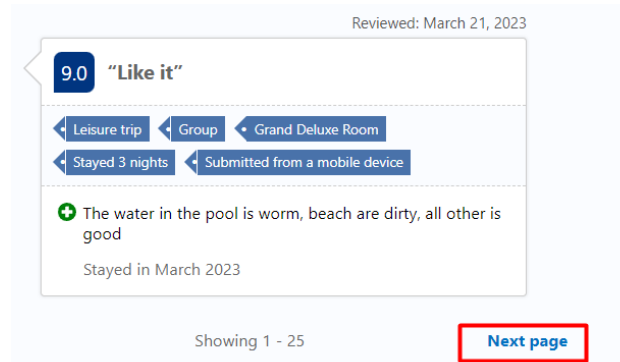 Reviewed: March 21, 2023
9.0 “Like it”
Leisure trip Group Grand Deluxe Room
Stayed 3 nights Submitted from a mobile device
The water in the pool is worm, beach are dirty, all other is
good
Stayed in March 2023
Showing 1 - 25 Next page